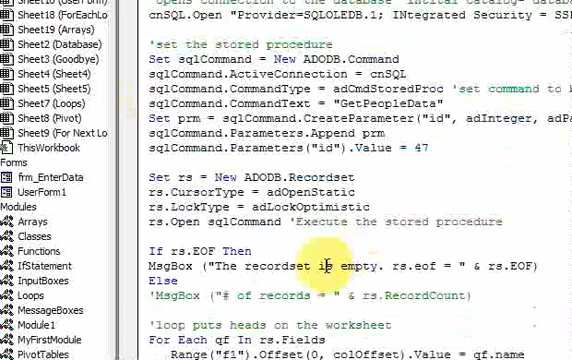 Sheet16 (User Form)
Sheet18 (ForEachLo
Sheet19 (Arrays)
Sheet2 (Database)
Sheet3 (Goodbye)
Sheet4 (Sheet4)
Sheet5 (Sheet5)
Sheet7 (Loops)
Sheet8 (Pivot)
Sheet9 (For Next Lo
ThisWorkbook
Forms
frm_EnterData
UserForm1
Modules
Arrays
Classes
Functions
IfStatement
InputBoxes
Loops
MessageBoxes
Module1
MyFirstModule
PivotTables
'opens connection to the database "Intital Catalog= databa
cnSQL.Open "Provider=SQLOLEDB.1; INtegrated Security = SS
'set the stored procedure
Set sqlCommand = New ADODB.Command
sqlCommand.ActiveConnection = cnSQL
sqlCommand.CommandType = adCmdStoredProc 'set command to
sqlCommand.CommandText = "GetPeopleData"
Set prm = sqlCommand.CreateParameter("id", adInteger, adPa
sqlCommand.Parameters.Append prm
sqlCommand.Parameters("id").Value = 47
Set rs = New ADODB.Recordset
rs.CursorType = adOpenStatic
rs.LockType = adLockOptimistic
rs.Open sqlCommand 'Execute the stored procedure
If rs.EOF Then
MsgBox ("The recordset is empty. rs.eof = " & rs.EOF)
Else
'MsgBox ("# of records = " & rs.RecordCount)
'loop puts heads on the worksheet
For Each qf In rs.Fields
Range("f1").Offset(0, colOffset).Value = qf.name